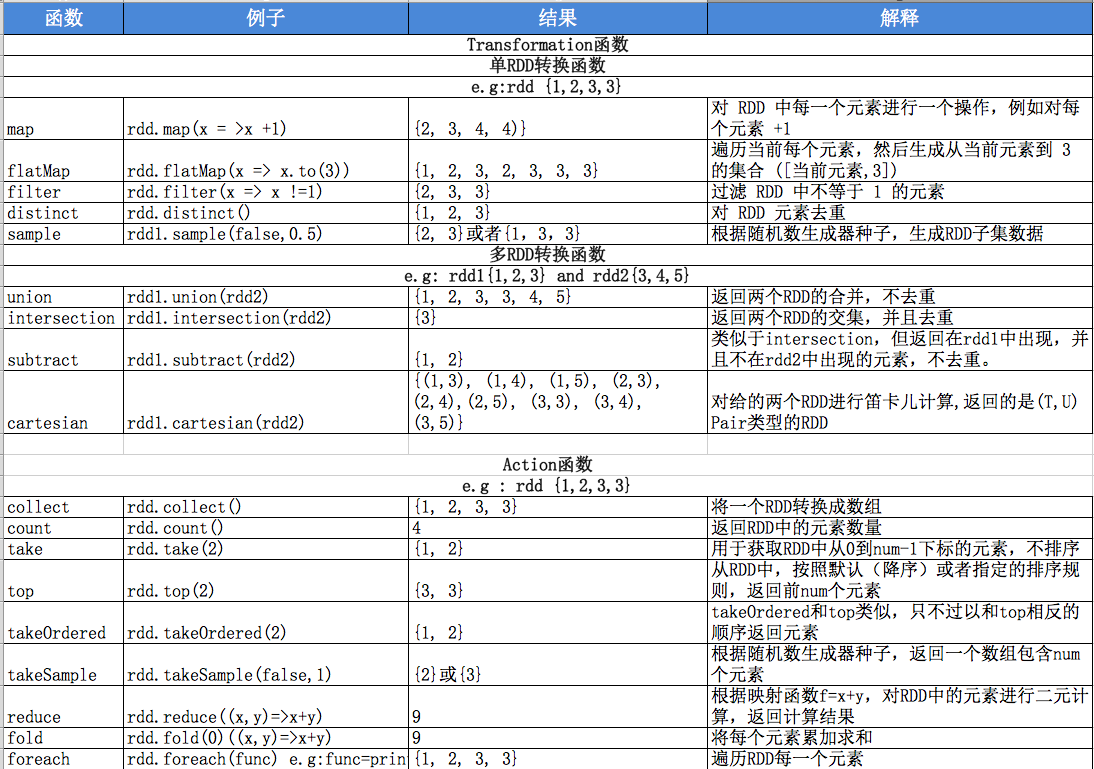 函数 例子 结果 解释
Transformation函数
单RDD转换函数
e.g:rdd {1,2,3,3}
对 RDD 中每一个元素进行一个操作，例如对每
map rdd.map(x = >x +1) {2, 3, 4, 4)} 个元素 +1
遍历当前每个元素，然后生成从当前元素到 3
flatMap rdd.flatMap(x => x.to(3)) {1, 2, 3, 2, 3, 3, 3} 的集合 ([当前元素,3])
filter rdd.filter(x => x !=1) {2, 3, 3} 过滤 RDD 中不等于 1 的元素
distinct rdd.distinct() {1, 2, 3} 对 RDD 元素去重
sample rdd1.sample(false,0.5) {2, 3}或者{1，3，3} 根据随机数生成器种子，生成RDD子集数据
多RDD转换函数
e.g: rdd1{1,2,3} and rdd2{3,4,5}
union rdd1.union(rdd2) {1, 2, 3, 3, 4, 5} 返回两个RDD的合并，不去重
intersection rdd1.intersection(rdd2) {3} 返回两个RDD的交集，并且去重
类似于intersection，但返回在rdd1中出现，并
subtract rdd1.subtract(rdd2) {1, 2} 且不在rdd2中出现的元素，不去重。
{(1,3), (1,4), (1,5), (2,3),
(2,4),(2,5), (3,3), (3,4), 对给的两个RDD进行笛卡儿计算,返回的是(T,U)
cartesian rdd1.cartesian(rdd2) (3,5)} Pair类型的RDD
Action函数
e.g : rdd {1,2,3,3}
collect rdd.collect() {1, 2, 3, 3} 将一个RDD转换成数组
count rdd.count() 4 返回RDD中的元素数量
take rdd.take(2) {1, 2} 用于获取RDD中从0到num-1下标的元素，不排序
从RDD中，按照默认（降序）或者指定的排序规
top rdd.top(2) {3, 3} 则，返回前num个元素
takeOrdered和top类似，只不过以和top相反的
takeOrdered rdd.takeOrdered(2) {1, 2} 顺序返回元素
根据随机数生成器种子，返回一个数组包含num
takeSample rdd.takeSample(false,1) {2}或{3} 个元素
根据映射函数f=x+y，对RDD中的元素进行二元计
reduce rdd.reduce((x,y)=>x+y) 9 算，返回计算结果
fold rdd.fold(0)((x,y)=>x+y) 9 将每个元素累加求和
foreach rdd.foreach(func) e.g:func=prin {1, 2, 3, 3} 遍历RDD每一个元素